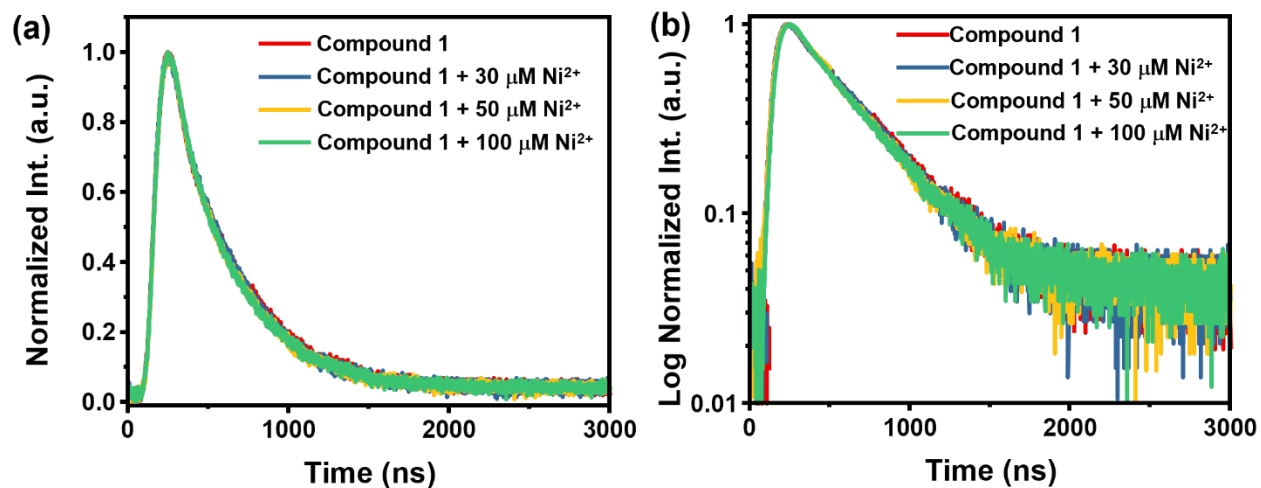 (a)
Normalized Int. (a.u.)
1.0
0.8
0.6
0.4
0.2
0.0
Compound 1
Compound 1 + 30 μM Ni²⁺
Compound 1 + 50 μM Ni²⁺
Compound 1 + 100 μM Ni²⁺
0 1000 2000 3000
Time (ns)
(b)
Log Normalized Int. (a.u.)
1
0.1
0.01
Compound 1
Compound 1 + 30 μM Ni²⁺
Compound 1 + 50 μM Ni²⁺
Compound 1 + 100 μM Ni²⁺
0 1000 2000 3000
Time (ns)